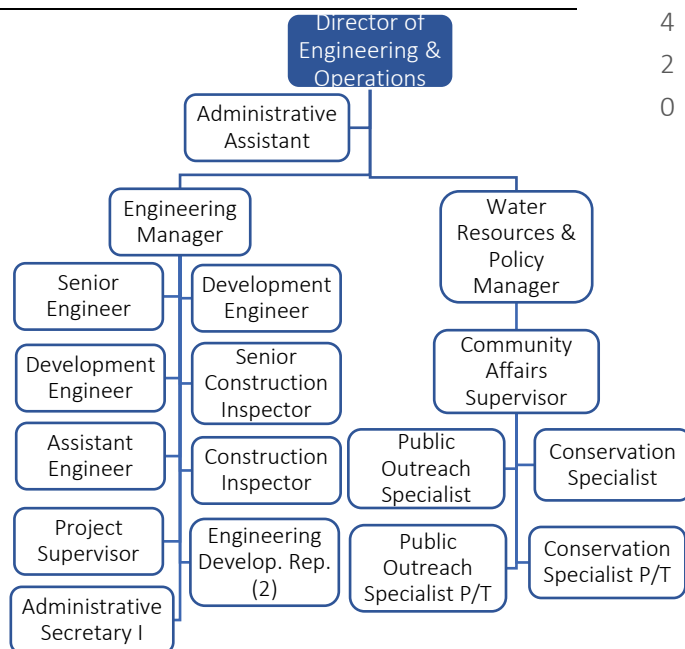 Director of
Engineering &
Operations
4
2
0
Administrative
Assistant
Engineering
Manager
Water
Resources &
Policy
Manager
Senior
Engineer
Development
Engineer
Community
Affairs
Supervisor
Development
Engineer
Senior
Construction
Inspector
Assistant
Engineer
Construction
Inspector
Public
Outreach
Specialist
Conservation
Specialist
Project
Supervisor
Engineering
Develop. Rep.
(2)
Public
Outreach
Specialist P/T
Conservation
Specialist P/T
Administrative
Secretary I